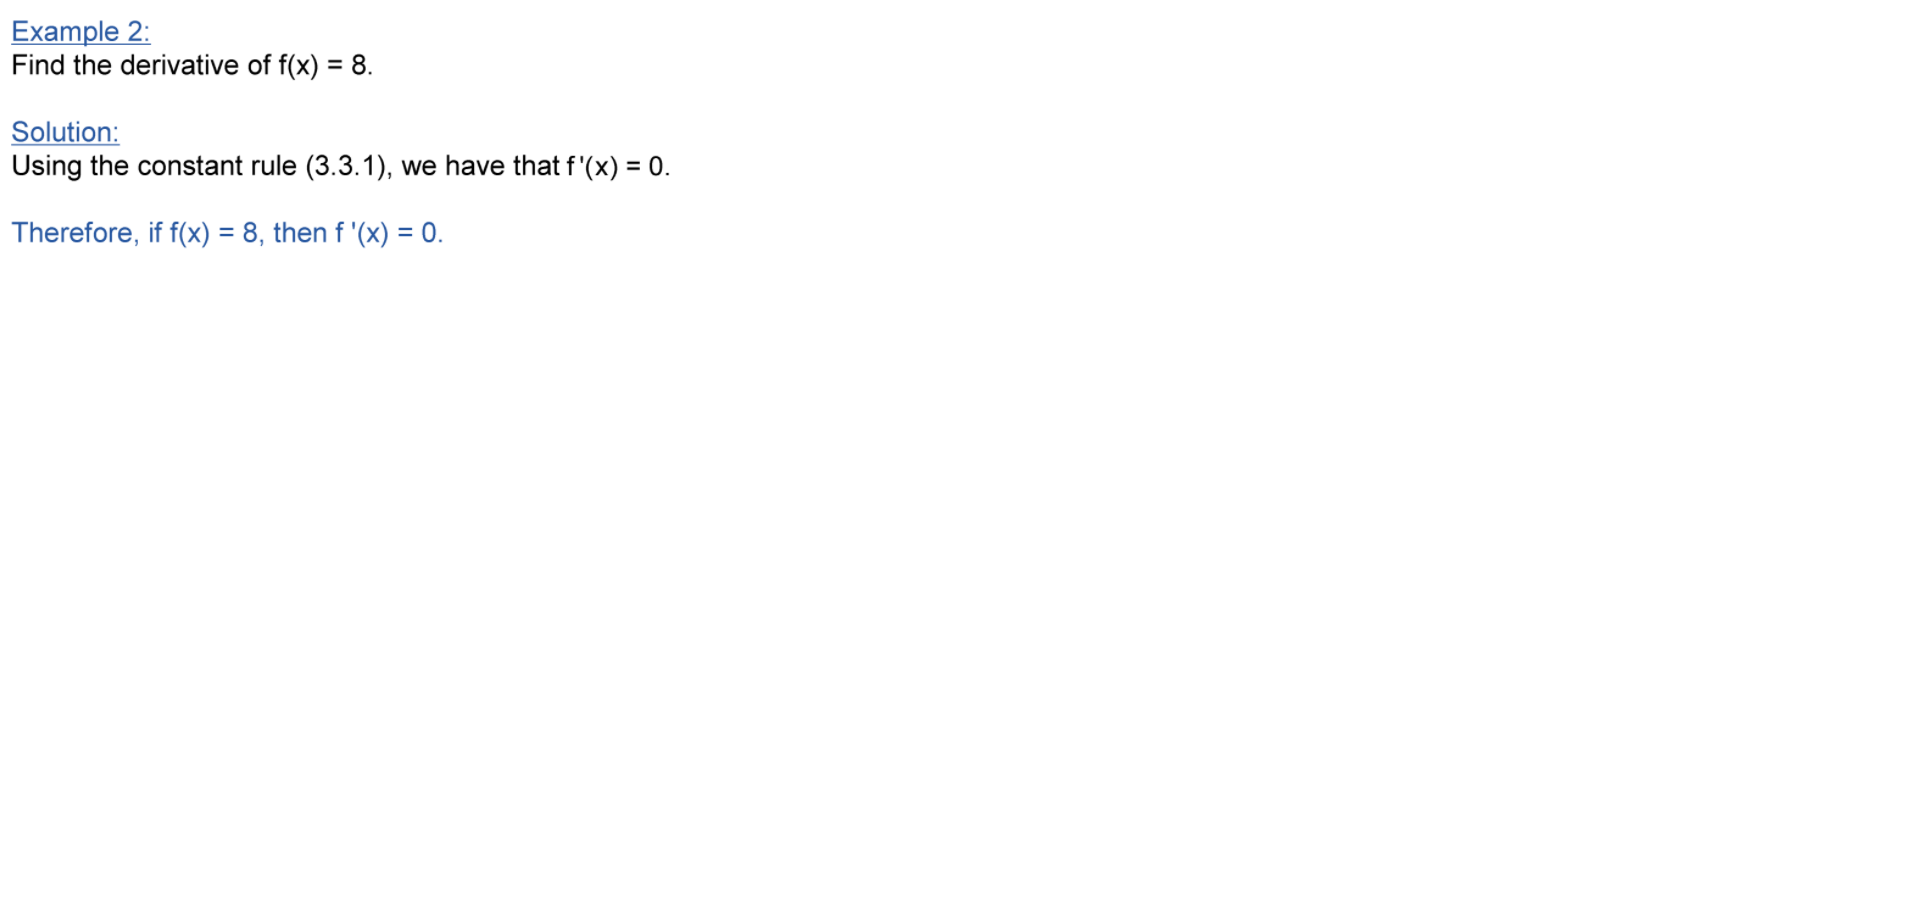 Example 2:
Find the derivative of f(x) = 8.
Solution:
Using the constant rule (3.3.1), we have that f '(x) = 0.
Therefore, if f(x) = 8, then f '(x) = 0.